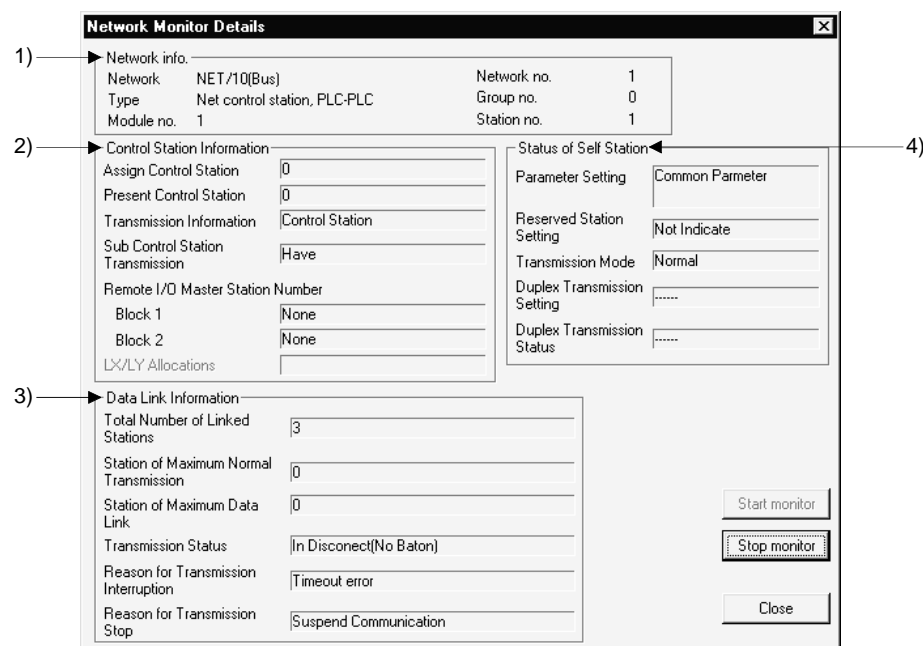 Network Monitor Details
1)
Network info.
Network NET/10(Bus) Network no. 1
Type Net control station, PLC-PLC Group no. 0
Module no. 1 Station no. 1
2)
Control Station Information
Assign Control Station 0
Present Control Station 0
Transmission Information Control Station
Sub Control Station
Transmission Have
Remote I/O Master Station Number
Block 1 None
Block 2 None
LX/LY Allocations
4)
Status of Self Station
Parameter Setting Common Parmeter
Reserved Station
Setting Not Indicate
Transmission Mode Normal
Duplex Transmission
Setting ------
Duplex Transmission
Status ------
3)
Data Link Information
Total Number of Linked
Stations 3
Station of Maximum Normal
Transmission 0
Station of Maximum Data
Link 0
Transmission Status In Disconect(No Baton)
Reason for Transmission
Interruption Timeout error
Reason for Transmission
Stop Suspend Communication
Start monitor
Stop monitor
Close